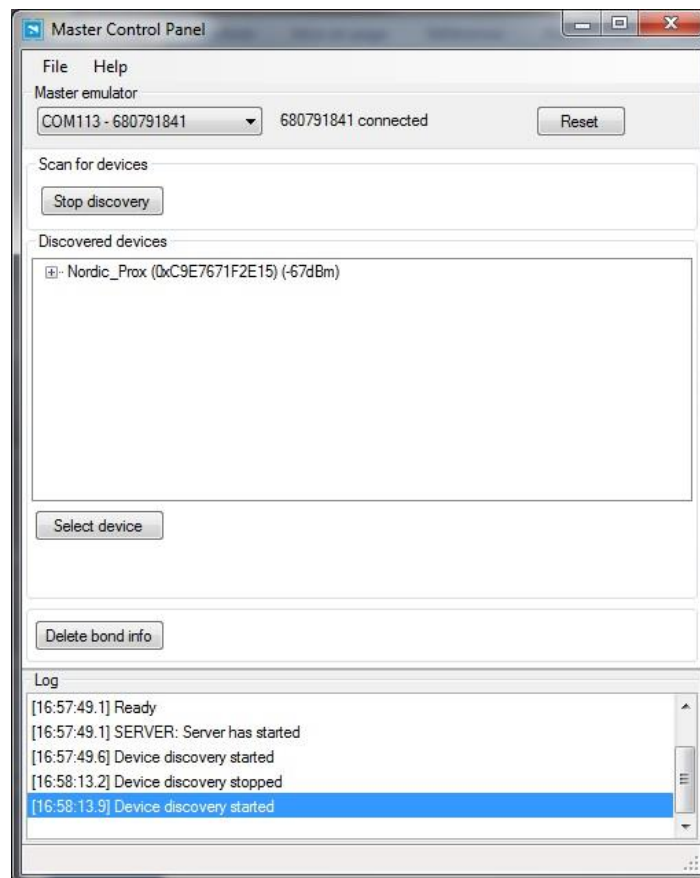 Master Control Panel
File Help
Master emulator
COM113 - 680791841 680791841 connected Reset
Scan for devices
Stop discovery
Discovered devices
Nordic_Prox (0xC9E7671F2E15) (-67dBm)
Select device
Delete bond info
Log
[16:57:49.1] Ready
[16:57:49.1] SERVER: Server has started
[16:57:49.6] Device discovery started
[16:58:13.2] Device discovery stopped
[16:58:13.9] Device discovery started